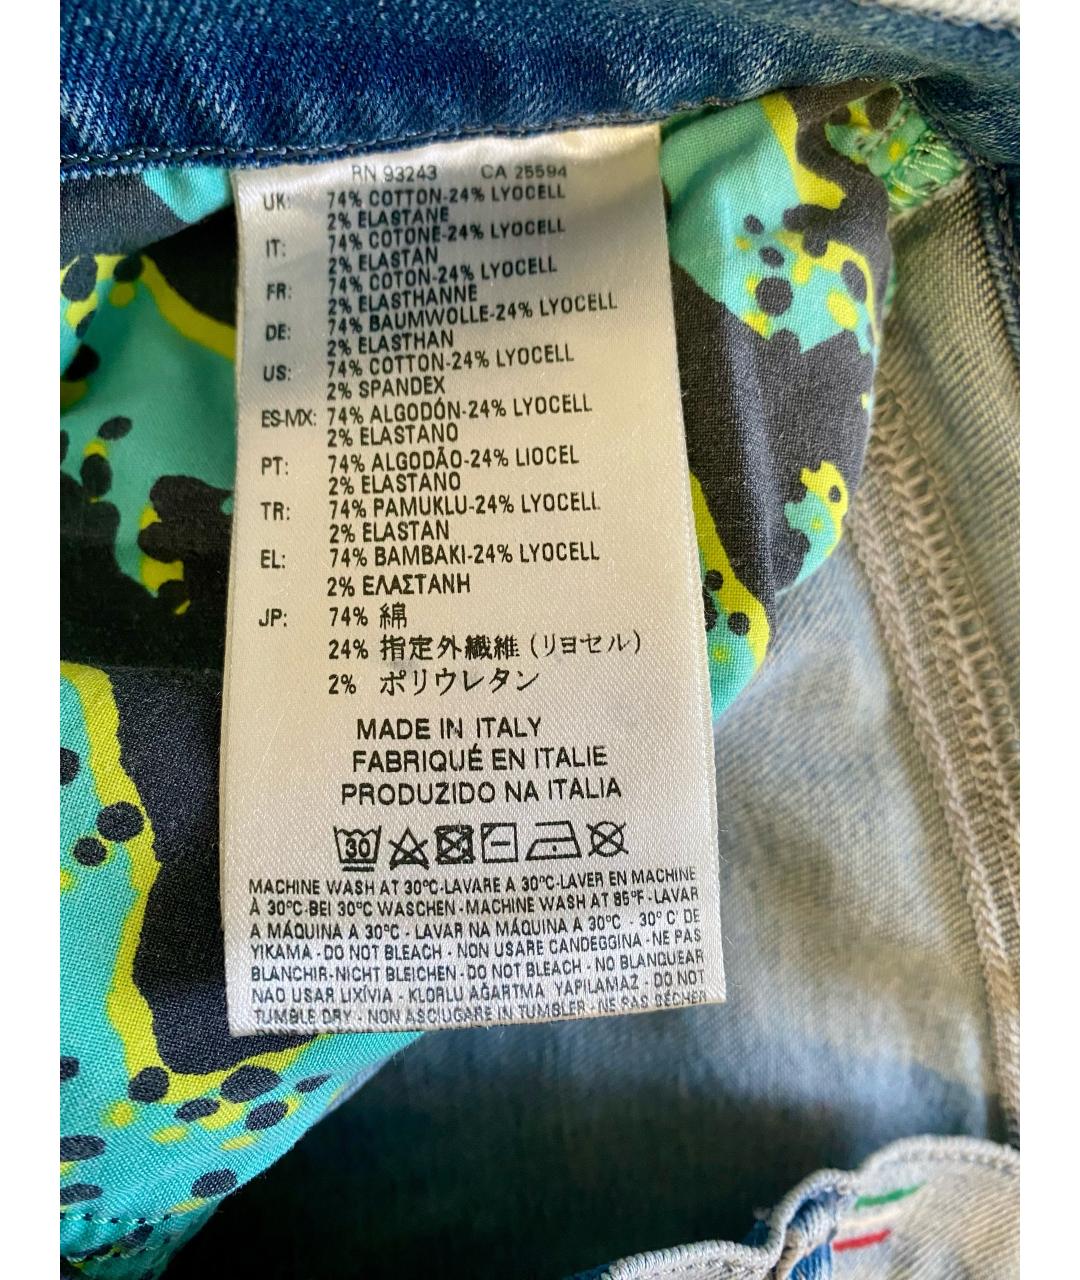 RN 93243 CA 25594
UK: 74% COTTON-24% LYOCELL
2% ELASTANE
IT: 74% COTONE-24% LYOCELL
2% ELASTAN
FR: 74% COTON-24% LYOCELL
2% ELASTHANNE
DE: 74% BAUMWOLLE-24% LYOCELL
2% ELASTHAN
US: 74% COTTON-24% LYOCELL
2% SPANDEX
ES-MX: 74% ALGODÓN-24% LYOCELL
2% ELASTANO
PT: 74% ALGODÃO-24% LIOCEL
2% ELASTANO
TR: 74% PAMUKLU-24% LYOCELL
2% ELASTAN
EL: 74% BAMBAKI-24% LYOCELL
2% ΕΛΑΣΤΑΝΗ
JP: 74% 綿
24% 指定外繊維 (リヨセル)
2% ポリウレタン
MADE IN ITALY
FABRIQUÉ EN ITALIE
PRODUZIDO NA ITALIA
30
MACHINE WASH AT 30°C-LAVARE A 30°C-LAVER EN MACHINE
À 30°C-BEI 30°C WASCHEN-MACHINE WASH AT 85°F-LAVAR
A MÁQUINA A 30°C - LAVAR NA MÁQUINA A 30°C - 30° C' DE
YIKAMA-DO NOT BLEACH - NON USARE CANDEGGINA-NE PAS
BLANCHIR-NICHT BLEICHEN-DO NOT BLEACH - NO BLANQUEAR
NAO USAR LIXÍVIA - KLORLU AĞARTMA YAPILAMAZ - DO NOT
TUMBLE DRY - NON ASCIUGARE IN TUMBLER - NE PAS SÉCHER